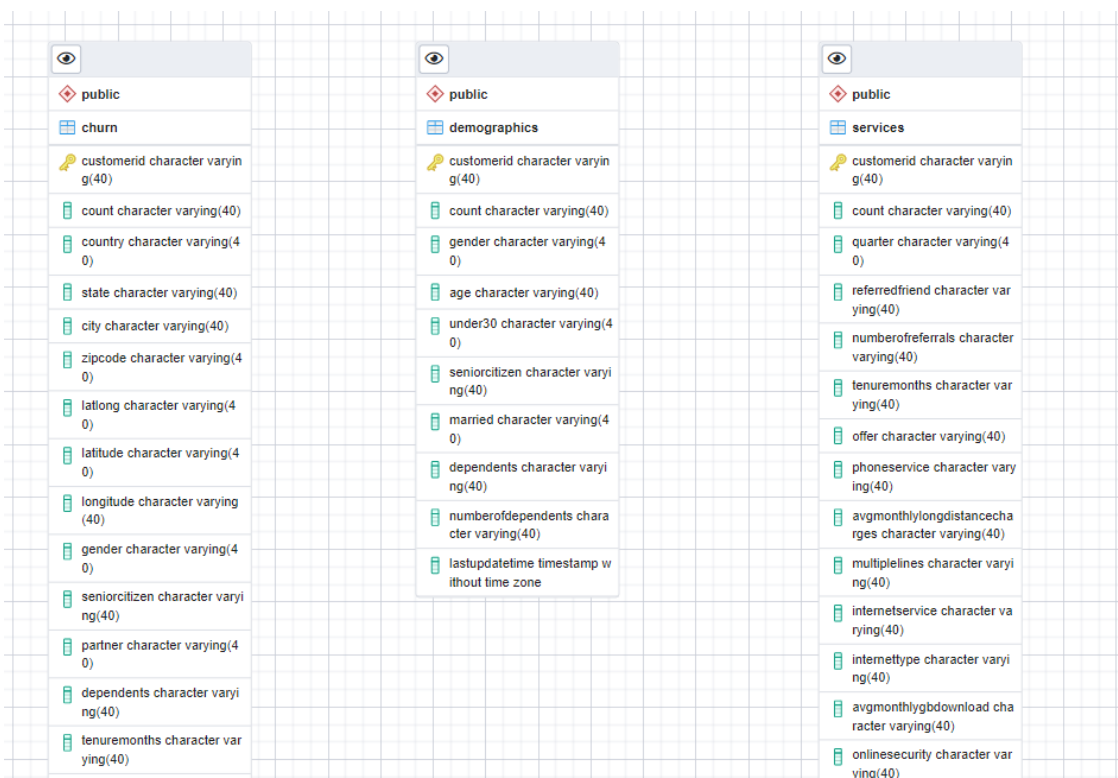 public
churn
customerid character varyin
g(40)
count character varying(40)
country character varying(4
0)
state character varying(40)
city character varying(40)
zipcode character varying(4
0)
latlong character varying(4
0)
latitude character varying(4
0)
longitude character varying
(40)
gender character varying(4
0)
seniorcitizen character varyi
ng(40)
partner character varying(4
0)
dependents character varyi
ng(40)
tenuremonths character var
ying(40)
public
demographics
customerid character varyin
g(40)
count character varying(40)
gender character varying(4
0)
age character varying(40)
under30 character varying(4
0)
seniorcitizen character varyi
ng(40)
married character varying(4
0)
dependents character varyi
ng(40)
numberofdependents chara
cter varying(40)
lastupdatetime timestamp w
ithout time zone
public
services
customerid character varyin
g(40)
count character varying(40)
quarter character varying(4
0)
referredfriend character var
ying(40)
numberofreferrals character
varying(40)
tenuremonths character var
ying(40)
offer character varying(40)
phoneservice character vary
ing(40)
avgmonthlylongdistancecha
rges character varying(40)
multiplelines character varyi
ng(40)
internetservice character va
rying(40)
internettype character varyi
ng(40)
avgmonthlygbdownload cha
racter varying(40)
onlinesecurity character var
ying(40)